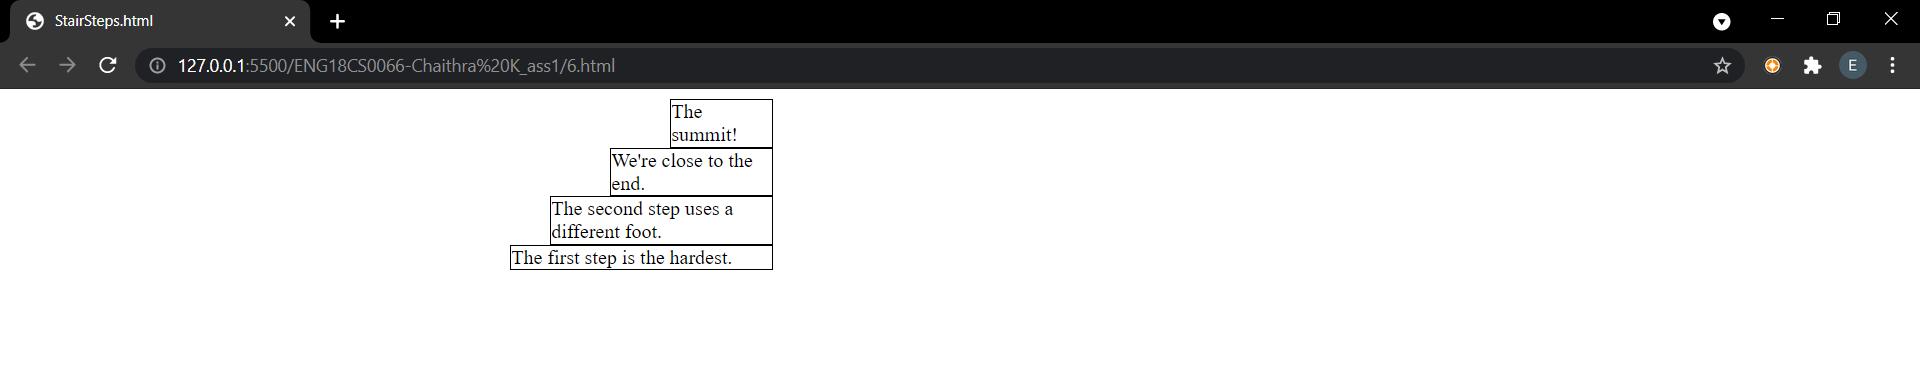 StairSteps.html
127.0.0.1:5500/ENG18CS0066-Chaithra%20K_ass1/6.html
E
The
summit!
We're close to the
end.
The second step uses a
different foot.
The first step is the hardest.